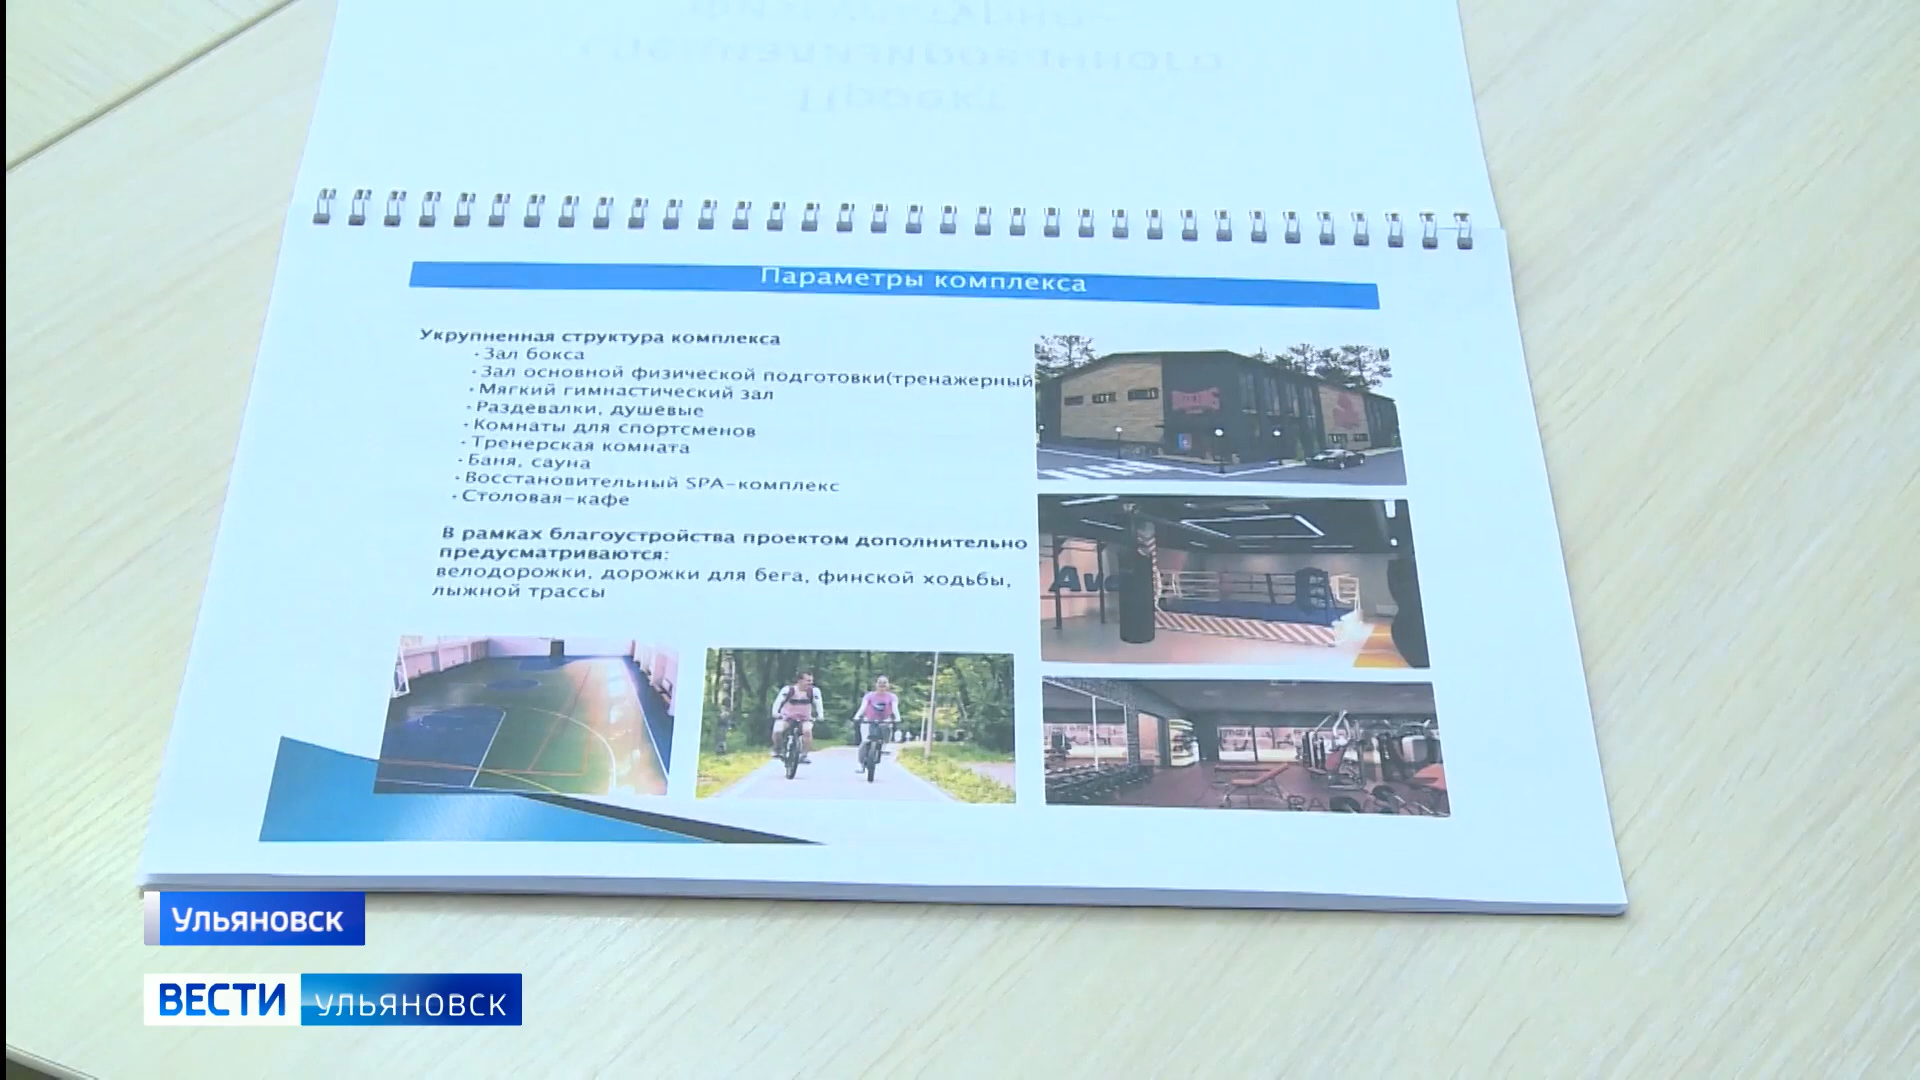 Проект
Параметры комплекса
Укрупненная структура комплекса
• Зал бокса
• Зал основной физической подготовки(тренажерный
• Мягкий гимнастический зал
• Раздевалки, душевые
• Комнаты для спортсменов
• Тренерская комната
• Баня, сауна
• Восстановительный SPA-комплекс
• Столовая-кафе
В рамках благоустройства проектом дополнительно
предусматриваются:
велодорожки, дорожки для бега, финской ходьбы,
лыжной трассы
Ульяновск
ВЕСТИ УЛЬЯНОВСК